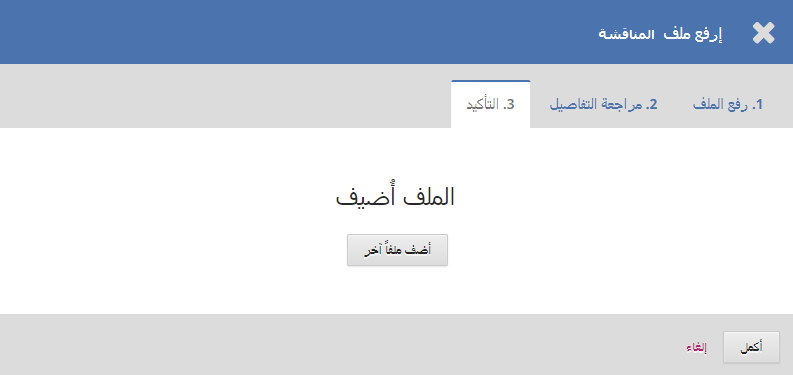 إرفع ملف المناقشة
1. رفع الملف
2. مراجعة التفاصيل
3. التأكيد
الملف أُضيف
أضف ملفاً آخر
أكمل
إلغاء